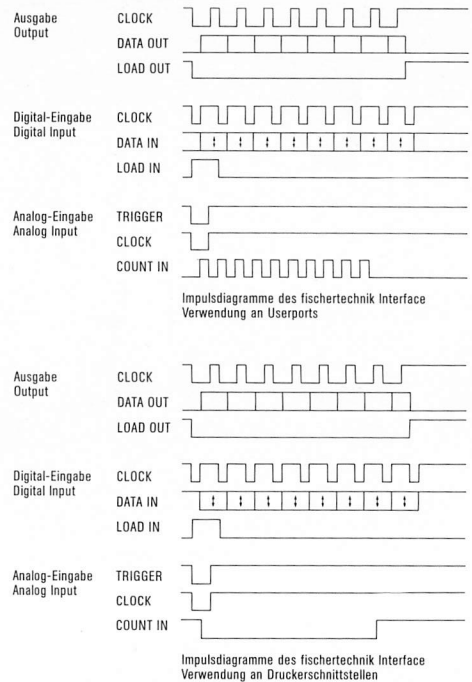 Ausgabe CLOCK
Output
DATA OUT
LOAD OUT
Digital-Eingabe CLOCK
Digital Input
DATA IN
LOAD IN
Analog-Eingabe TRIGGER
Analog Input
CLOCK
COUNT IN
Impulsdiagramme des fischertechnik Interface
Verwendung an Userports
Ausgabe CLOCK
Output
DATA OUT
LOAD OUT
Digital-Eingabe CLOCK
Digital Input
DATA IN
LOAD IN
Analog-Eingabe TRIGGER
Analog Input
CLOCK
COUNT IN
Impulsdiagramme des fischertechnik Interface
Verwendung an Druckerschnittstellen